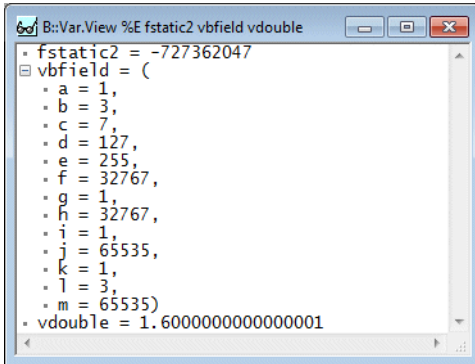 B::Var.View %E fstatic2 vbfield vdouble
fstatic2 = -727362047
vbfield = (
a = 1,
b = 3,
c = 7,
d = 127,
e = 255,
f = 32767,
g = 1,
h = 32767,
i = 1,
j = 65535,
k = 1,
l = 3,
m = 65535)
vdouble = 1.6000000000000001